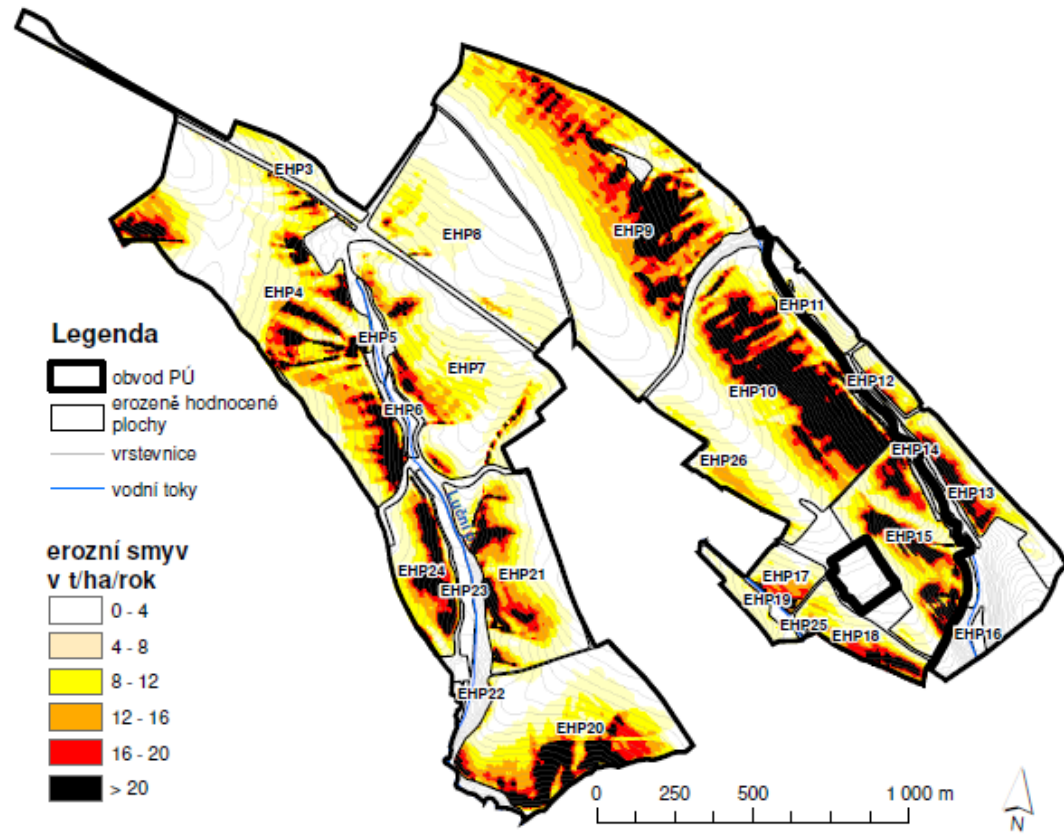 EHP3
EHP8
EHP9
EHP4
EHP11
EHP5
EHP7
EHP12
EHP10
EHP6
EHP14
EHP26
EHP13
EHP15
EHP24
EHP21
EHP17
EHP23
EHP19
EHP25
EHP18
EHP16
EHP22
EHP20
Luční
Legenda
obvod PÚ
erozeně hodnocené
plochy
vrstevnice
vodní toky
erozní smyv
v t/ha/rok
0 - 4
4 - 8
8 - 12
12 - 16
16 - 20
> 20
0 250 500 1 000 m
N